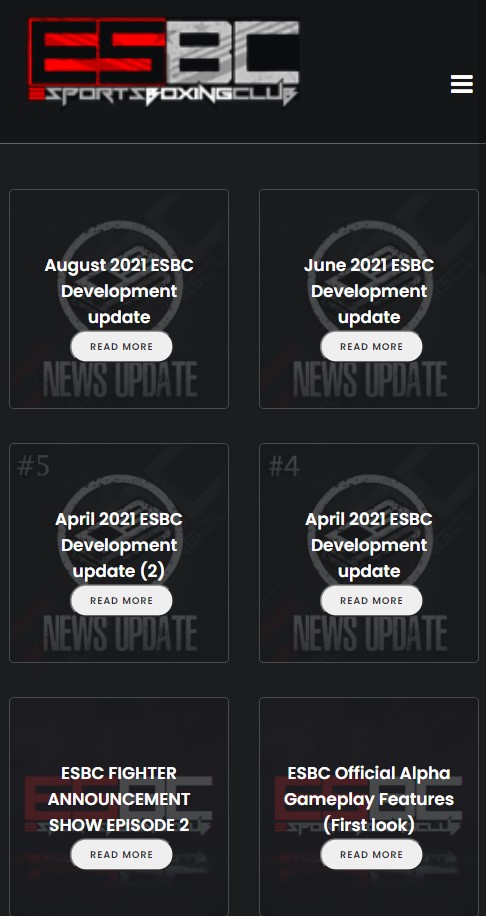 ESBC
ESPORTSBOXINGCLUB
August 2021 ESBC
Development
update
READ MORE
NEWS UPDATE
June 2021 ESBC
Development
update
READ MORE
NEWS UPDATE
#5
April 2021 ESBC
Development
update (2)
READ MORE
NEWS UPDATE
#4
April 2021 ESBC
Development
update
READ MORE
NEWS UPDATE
ESBC FIGHTER
ANNOUNCEMENT
SHOW EPISODE 2
READ MORE
ESBC Official Alpha
Gameplay Features
(First look)
READ MORE